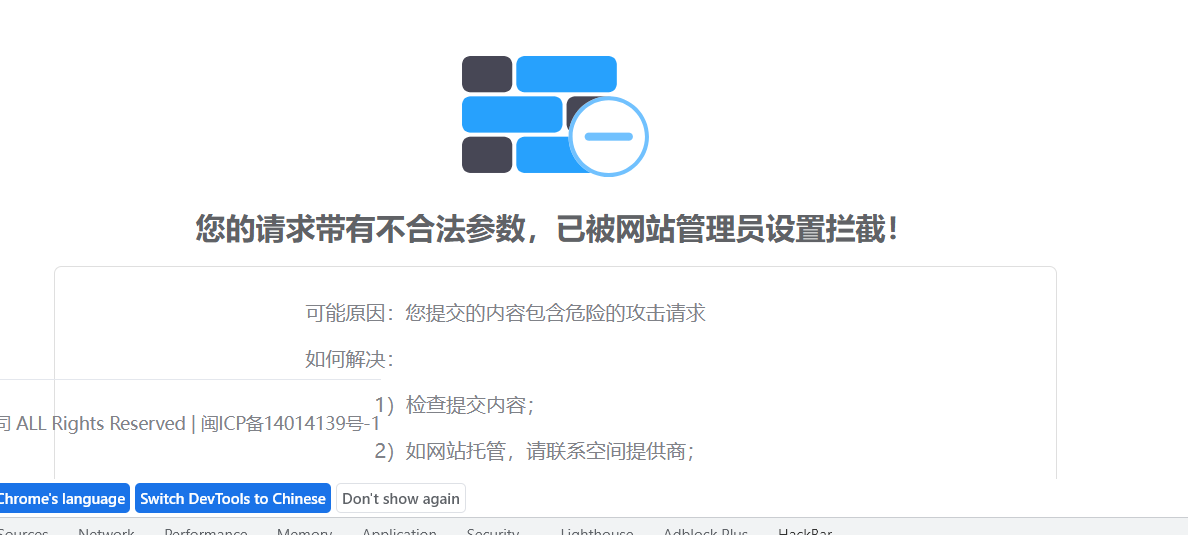 您的请求带有不合法参数，已被网站管理员设置拦截！
可能原因：您提交的内容包含危险的攻击请求
如何解决：
1）检查提交内容；
司 ALL Rights Reserved | 闽ICP备14014139号-1
2）如网站托管，请联系空间提供商；
Chrome's language Switch DevTools to Chinese Don't show again
Sources Network Performance Memory Application Security Lighthouse Adblock Plus HackBar